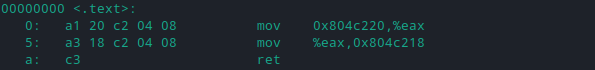 00000000 <.text>:
0: a1 20 c2 04 08 mov 0x804c220,%eax
5: a3 18 c2 04 08 mov %eax,0x804c218
a: c3 ret